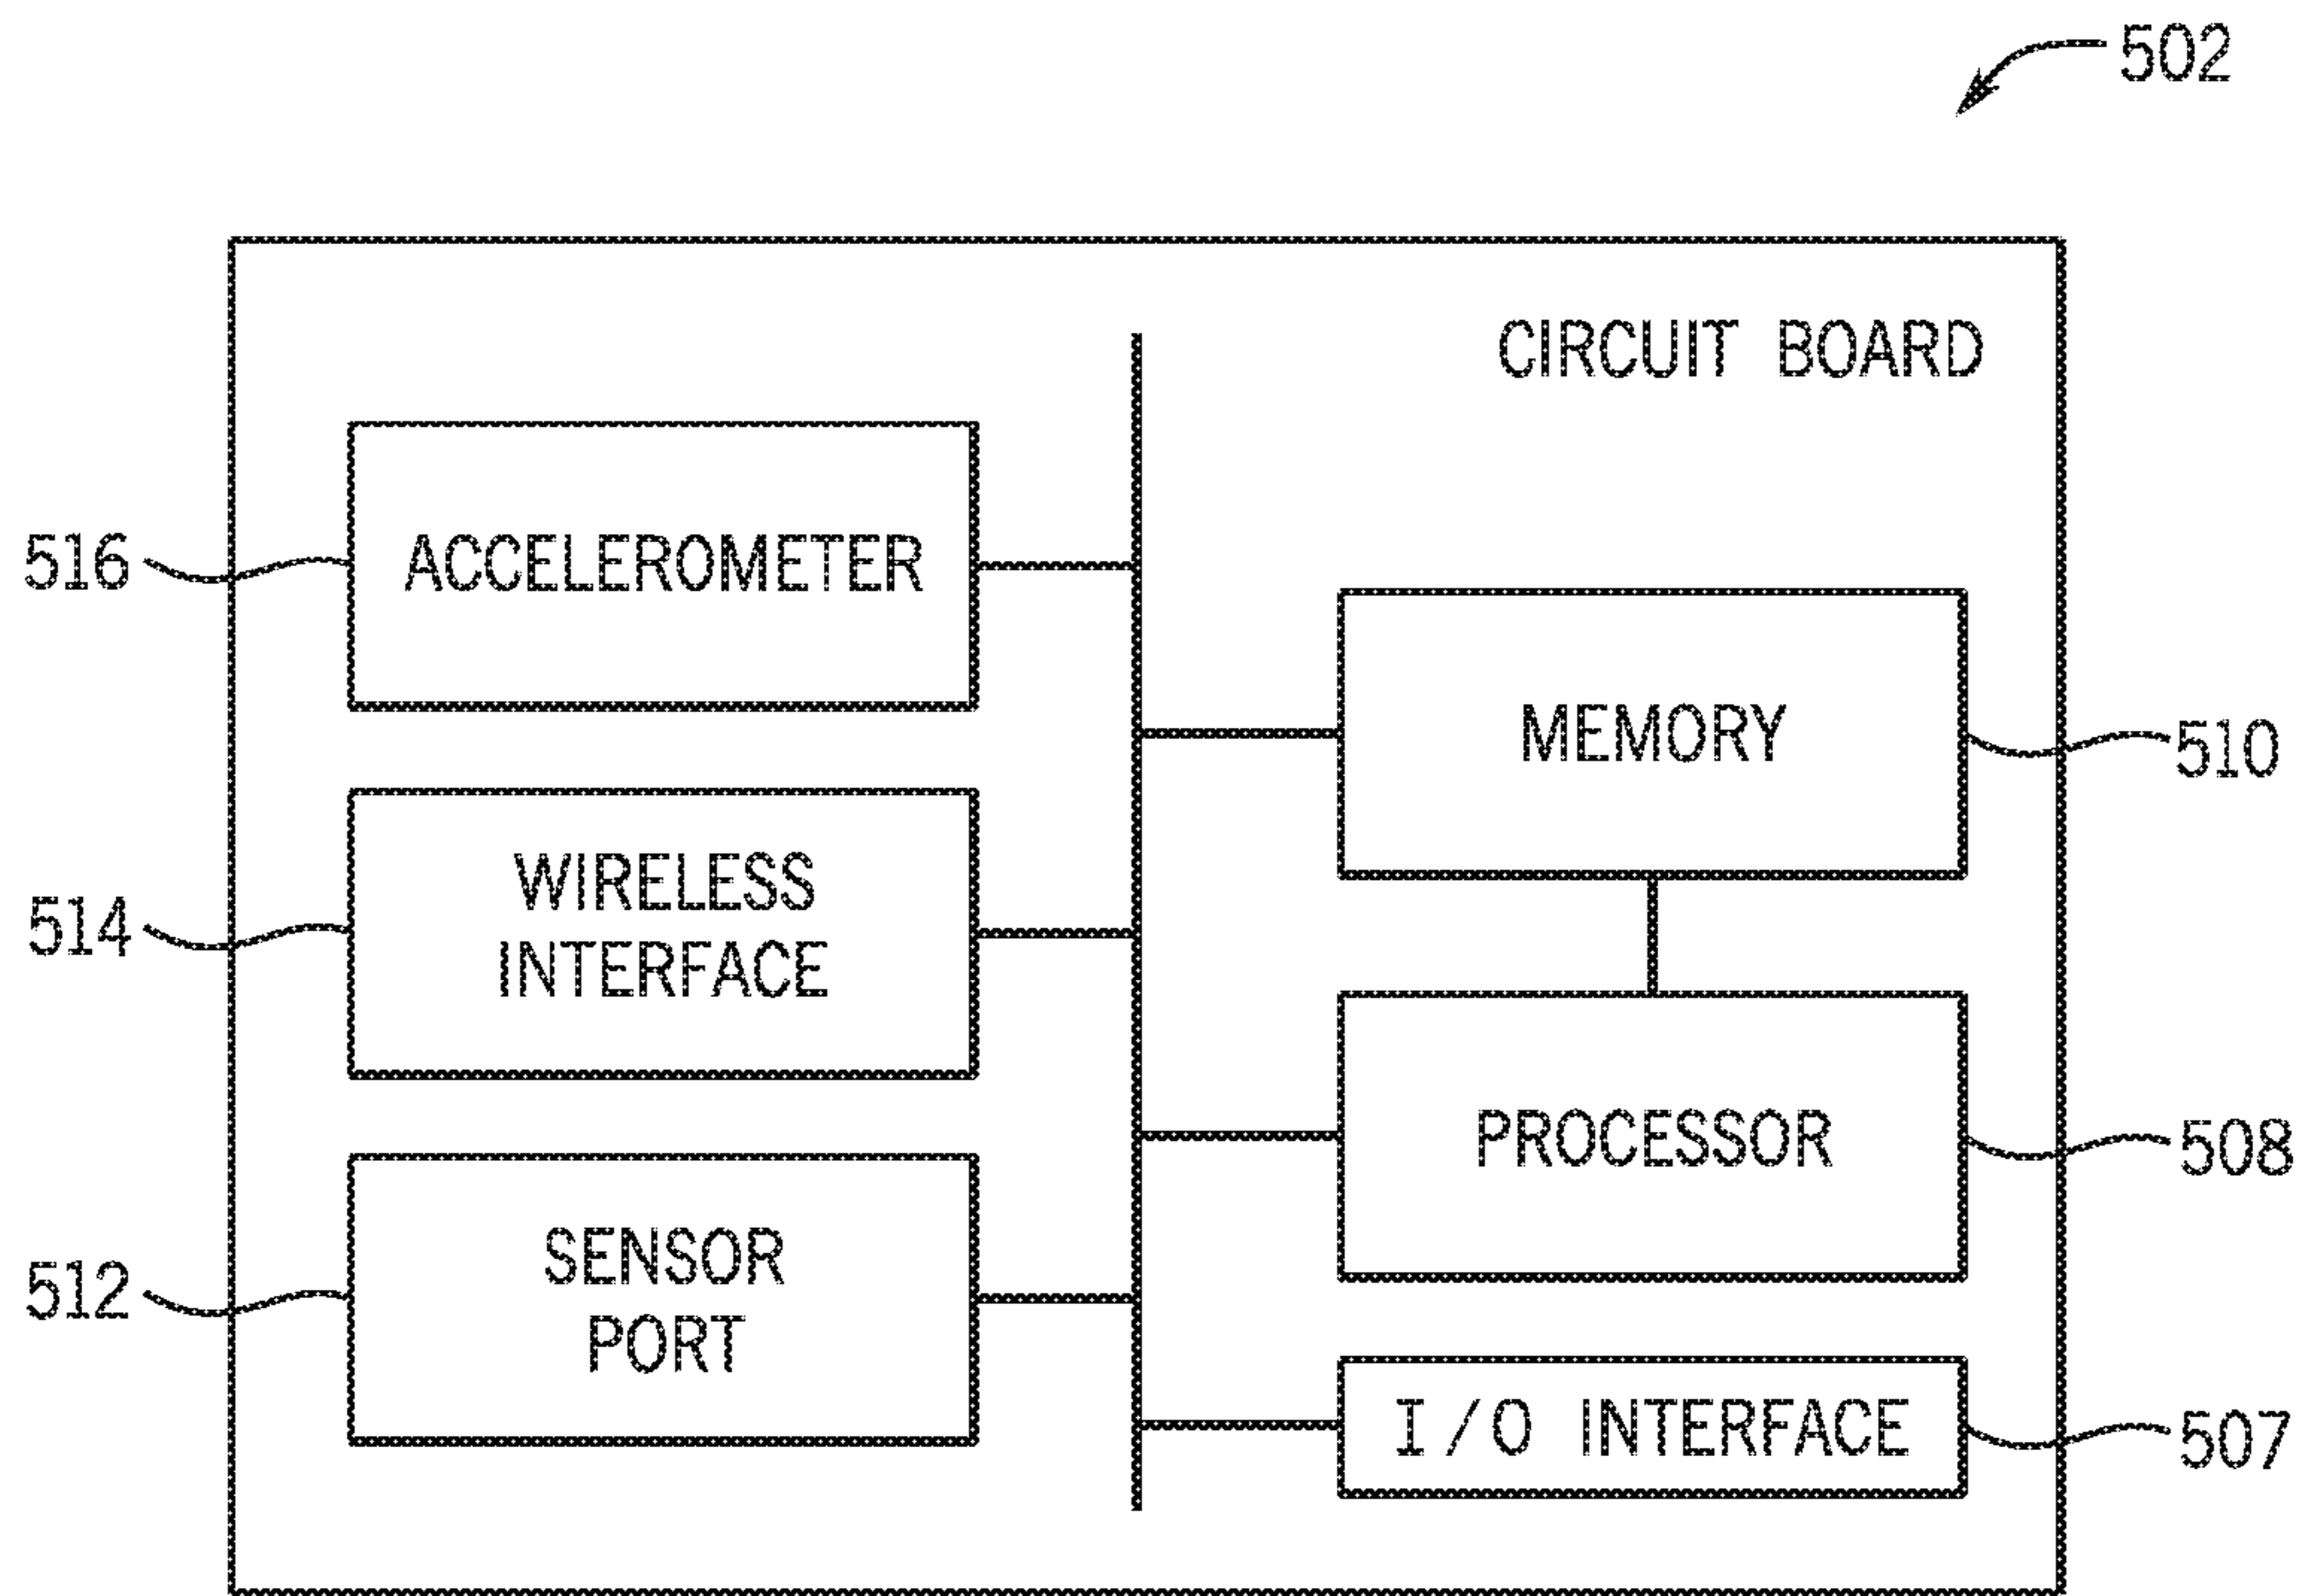 502
CIRCUIT BOARD
516
ACCELEROMETER
MEMORY
510
514
WIRELESS
INTERFACE
PROCESSOR
508
512
SENSOR
PORT
I/O INTERFACE
507